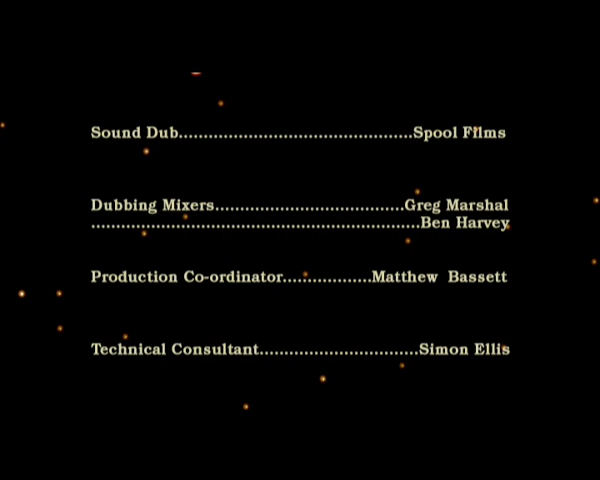 Sound Dub.........................................Spool Films
Dubbing Mixers.................................Greg Marshal
..........................................................Ben Harvey
Production Co-ordinator................Matthew Bassett
Technical Consultant............................Simon Ellis